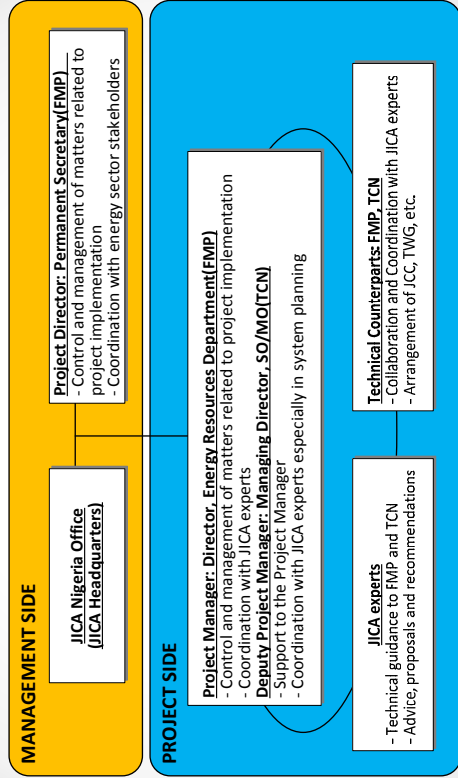 MANAGEMENT SIDE
JICA Nigeria Office
(JICA Headquarters)
Project Director: Permanent Secretary(FMP)
- Control and management of matters related to
project implementation
- Coordination with energy sector stakeholders
PROJECT SIDE
Project Manager: Director, Energy Resources Department(FMP)
- Control and management of matters related to project implementation
- Coordination with JICA experts
Deputy Project Manager: Managing Director, SO/MO(TCN)
- Support to the Project Manager
- Coordination with JICA experts especially in system planning
JICA experts
- Technical guidance to FMP and TCN
- Advice, proposals and recommendations
Technical Counterparts: FMP, TCN
- Collaboration and Coordination with JICA experts
- Arrangement of JCC, TWG, etc.